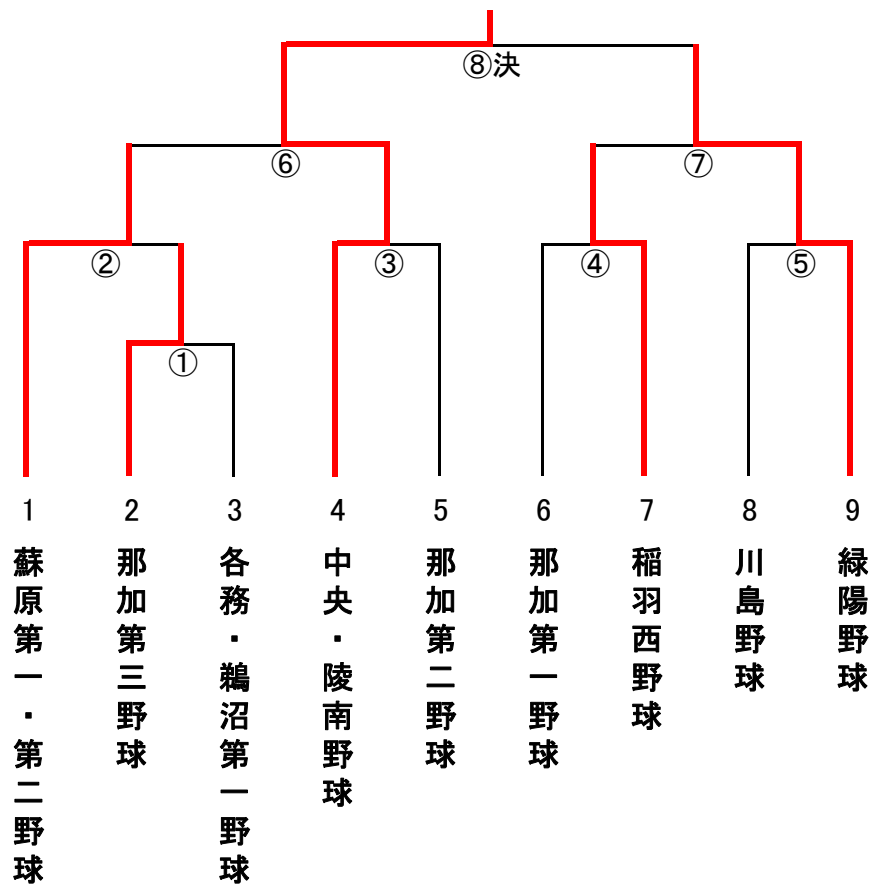 ⑧決
⑥
⑦
②
③
④
⑤
①
1
2
3
4
5
6
7
8
9
蘇原第一・第二野球
那加第三野球
各務・鵜沼第一野球
中央・陵南野球
那加第二野球
那加第一野球
稲羽西野球
川島野球
緑陽野球